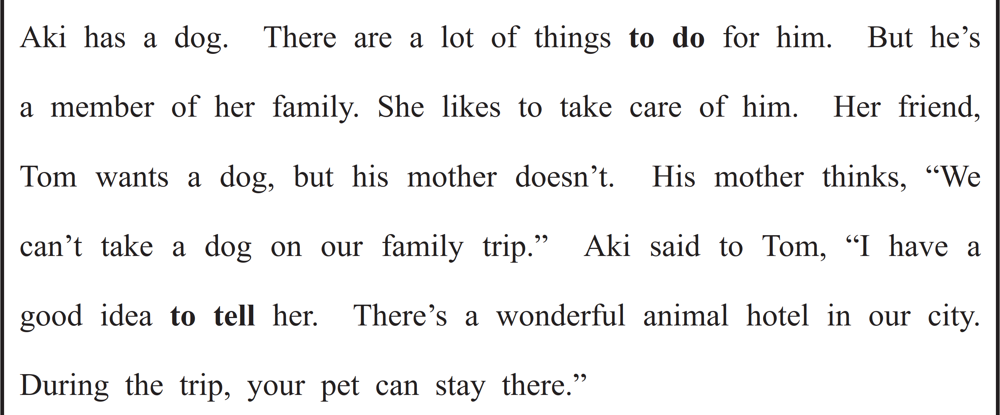 Aki has a dog. There are a lot of things to do for him. But he’s
a member of her family. She likes to take care of him. Her friend,
Tom wants a dog, but his mother doesn’t. His mother thinks, “We
can’t take a dog on our family trip.” Aki said to Tom, “I have a
good idea to tell her. There’s a wonderful animal hotel in our city.
During the trip, your pet can stay there.”